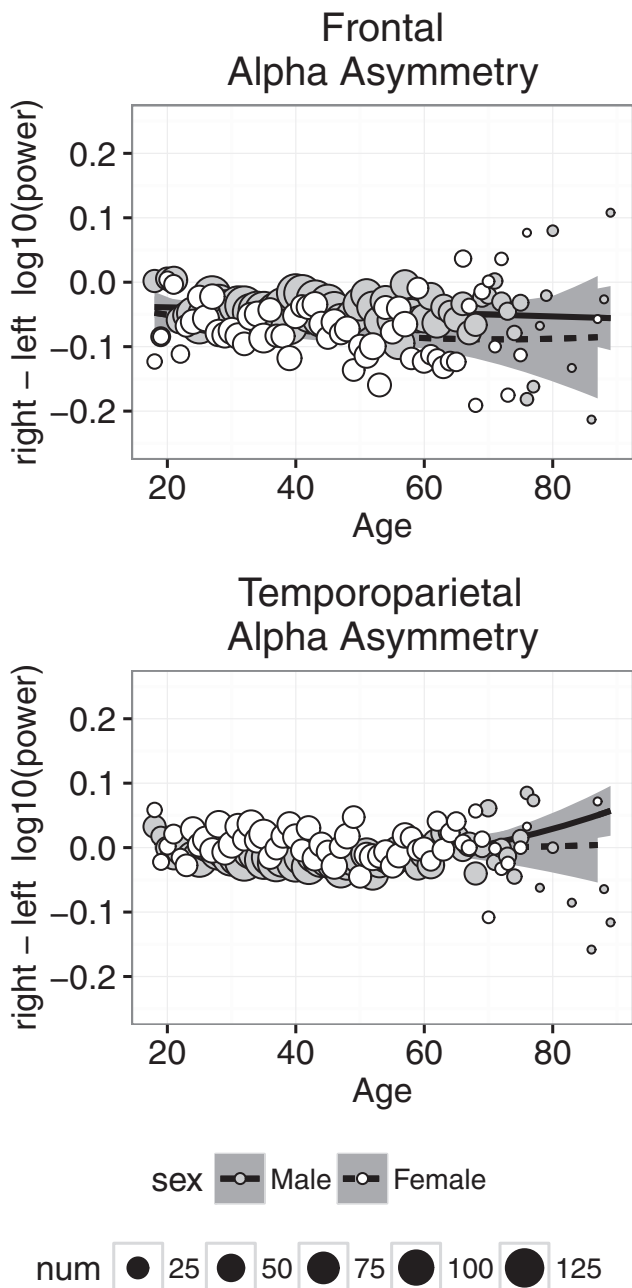 Frontal
Alpha Asymmetry
right − left log10(power)
0.2
0.1
0.0
−0.1
−0.2
20 40 60 80
Age
Temporoparietal
Alpha Asymmetry
right − left log10(power)
0.2
0.1
0.0
−0.1
−0.2
20 40 60 80
Age
sex Male Female
num 25 50 75 100 125